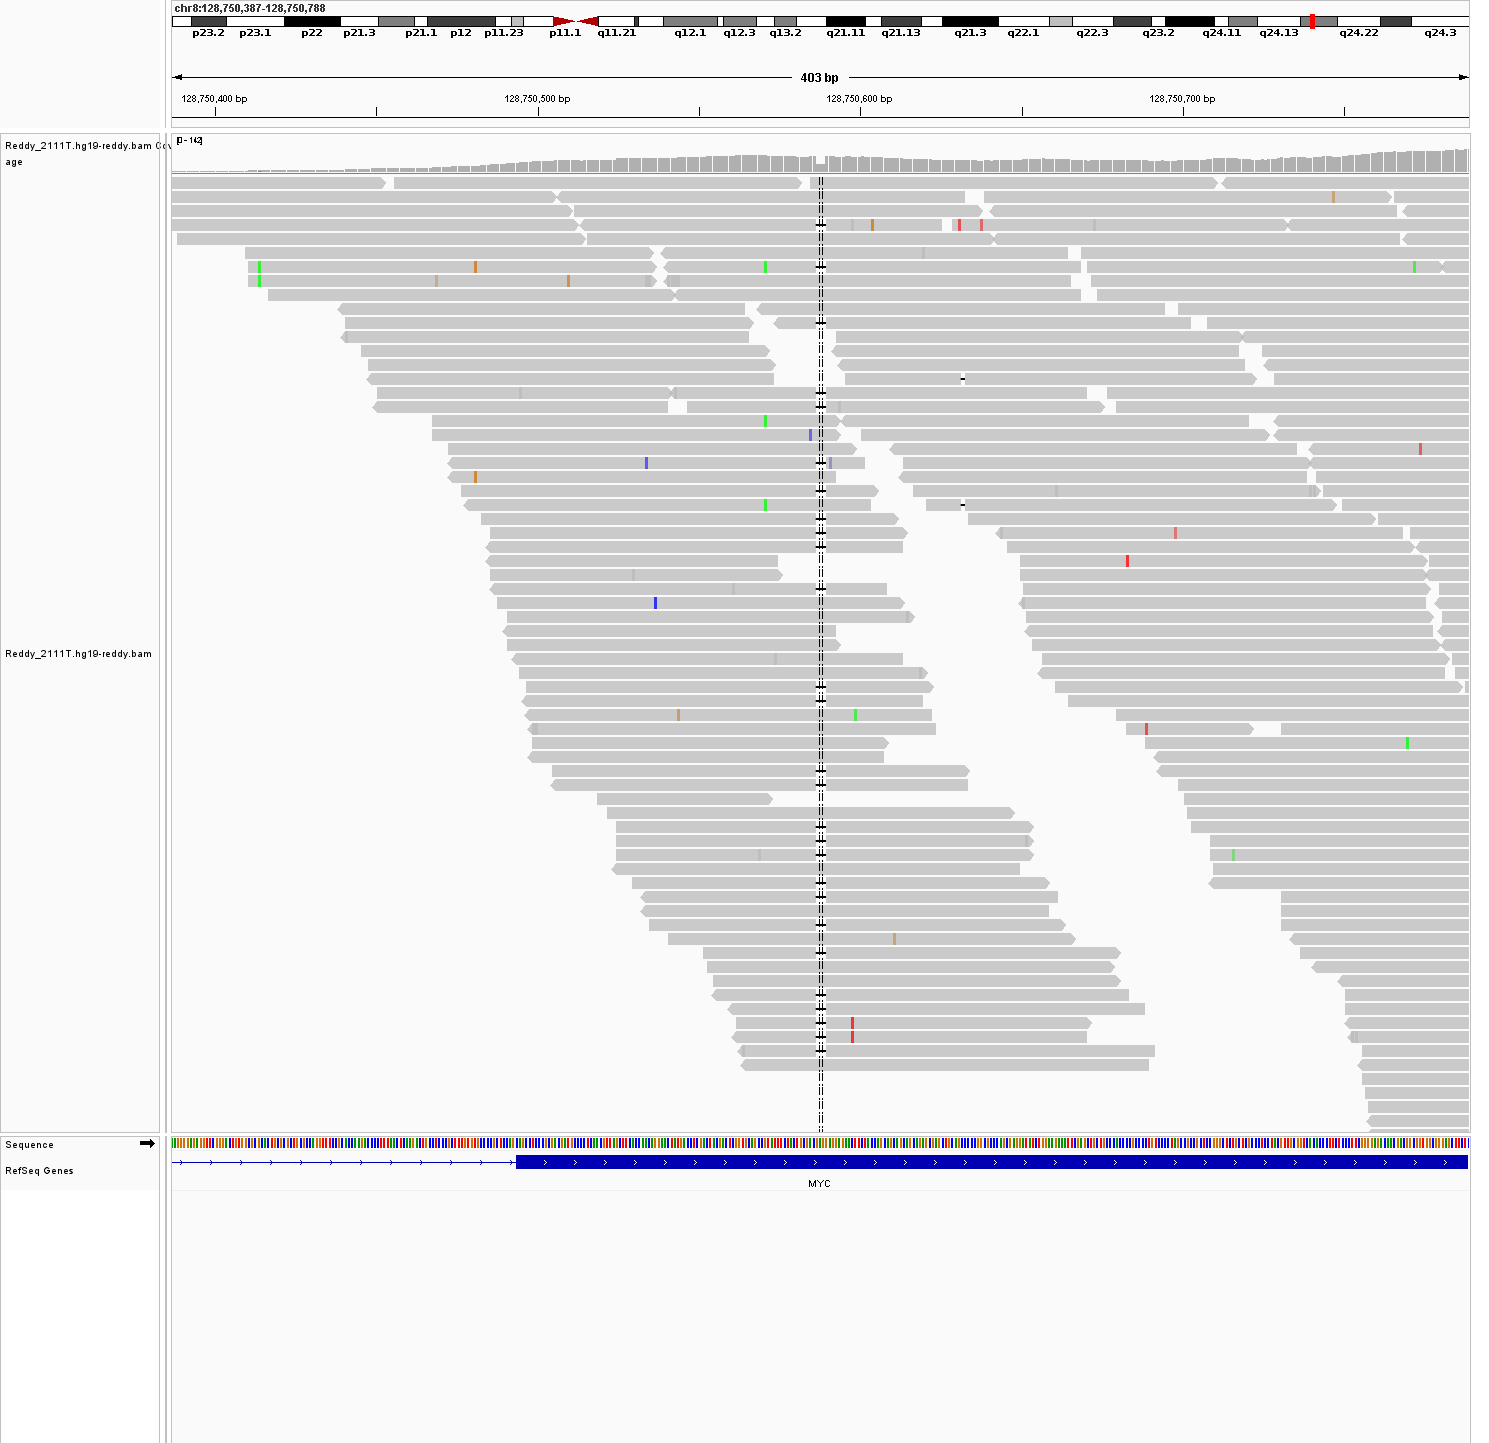 chr8:128,750,387-128,750,788
p23.2 p23.1 p22 p21.3 p21.1 p12 p11.23 p11.1 q11.21 q12.1 q12.3 q13.2 q21.11 q21.13 q21.3 q22.1 q22.3 q23.2 q24.11 q24.13 q24.22 q24.3
403 bp
128,750,400 bp 128,750,500 bp 128,750,600 bp 128,750,700 bp
[0 - 142]
Reddy_2111T.hg19-reddy.bam Cov
age
Reddy_2111T.hg19-reddy.bam
Sequence
RefSeq Genes
MYC